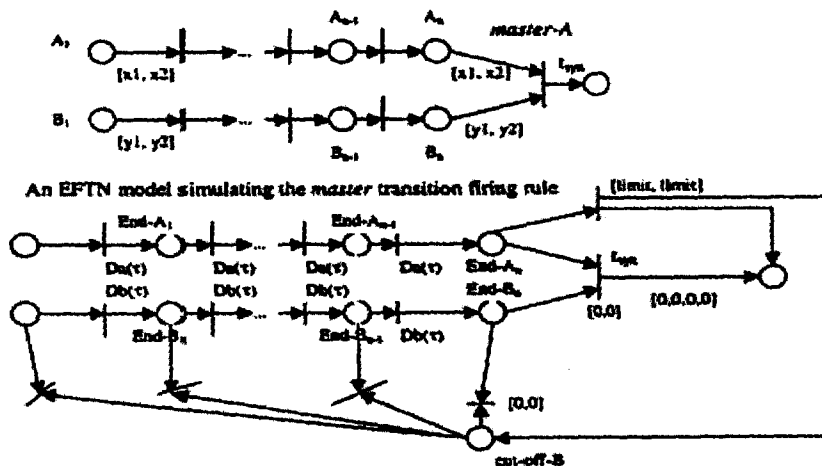 A₁ Aₙ₋₁ Aₙ master-A
[x1, x2] ... [x1, x2] tsyn
B₁ [y1, y2] ... Bₙ₋₁ Bₙ [y1, y2]
An EFTN model simulating the master transition firing rule
[limit, limit]
End-A₁ ... End-Aₙ₋₁
Da(τ) Da(τ) Da(τ) Da(τ) End-Aₙ tsyn
Db(τ) Db(τ) Db(τ) End-Bₙ
... [0,0] [0,0,0,0]
End-Bₙ End-Bₙ₋₁ Db(τ)
[0,0]
cut-off-B